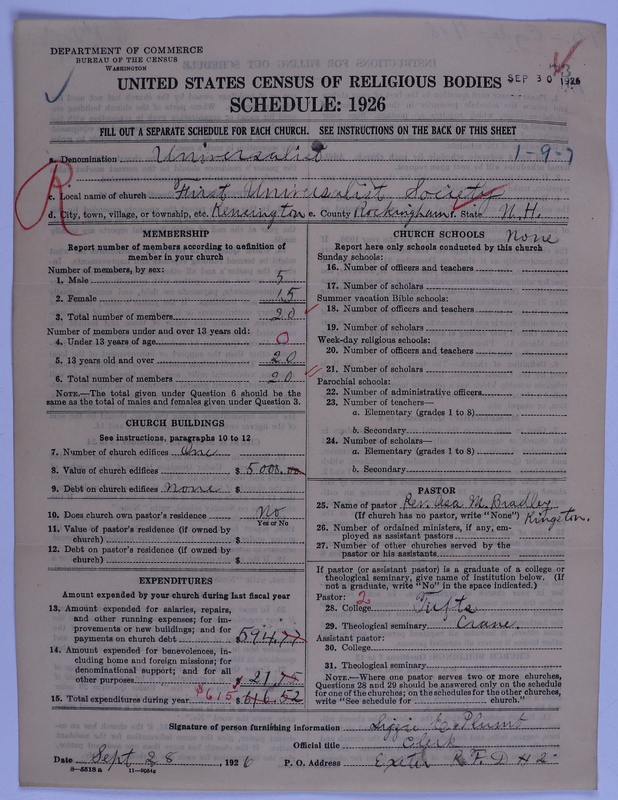 DEPARTMENT OF COMMERCE
BUREAU OF THE CENSUS
WASHINGTON
UNITED STATES CENSUS OF RELIGIOUS BODIES
SEP 30 1926
SCHEDULE: 1926
FILL OUT A SEPARATE SCHEDULE FOR EACH CHURCH. SEE INSTRUCTIONS ON THE BACK OF THIS SHEET
a. Denomination Universalist 1-9-7
R
c. Local name of church First Universalist Society
d. City, town, village, or township, etc. Kensington e. County Rockingham f. State N.H.
MEMBERSHIP
Report number of members according to definition of
member in your church
Number of members, by sex:
1. Male 5
2. Female 15
3. Total number of members 20
Number of members under and over 13 years old:
4. Under 13 years of age 0
5. 13 years old and over 20
6. Total number of members 20
NOTE.—The total given under Question 6 should be
same as the total of males and females given under Question 3.
CHURCH BUILDINGS
See instructions, paragraphs 10 to 12
7. Number of church edifices One
8. Value of church edifices $ 5000.00
9. Debt on church edifices None
10. Does church own pastor's residence No
Yes or No
11. Value of pastor's residence (if owned by
church) $
12. Debt on pastor's residence (if owned by
church) $
EXPENDITURES
Amount expended by your church during last fiscal year
13. Amount expended for salaries, repairs,
and other running expenses; for im-
provements or new buildings; and for
payments on church debt 594.77
14. Amount expended for benevolences, in-
cluding home and foreign missions; for
denominational support; and for all
other purposes 21.75
15. Total expenditures during year $615 $ 616.52
CHURCH SCHOOLS None
Report here only schools conducted by this church
Sunday schools:
16. Number of officers and teachers
17. Number of scholars
Summer vacation Bible schools:
18. Number of officers and teachers
19. Number of scholars
Week-day religious schools:
20. Number of officers and teachers
21. Number of scholars
Parochial schools:
22. Number of administrative officers
23. Number of teachers—
a. Elementary (grades 1 to 8)
b. Secondary
24. Number of scholars—
a. Elementary (grades 1 to 8)
b. Secondary
PASTOR
25. Name of pastor Rev. Asa M. Bradley
(If church has no pastor, write "None") Kingston.
26. Number of ordained ministers, if any, em-
ployed as assistant pastors
27. Number of other churches served by the
pastor or his assistants
If pastor (or assistant pastor) is a graduate of a college or
theological seminary, give name of institution below. (If
not a graduate, write "No" in the space indicated.)
Pastor: 2
28. College Tufts
29. Theological seminary Crane.
Assistant pastor:
30. College
31. Theological seminary
NOTE.—Where one pastor serves two or more churches,
Questions 28 and 29 should be answered only on the schedule
for one of the churches; on the schedules for the other churches,
write "See schedule for church."
Signature of person furnishing information Lizzie E. Plumt
Official title Clerk
Date Sept 28, 1926 P. O. Address Exeter R.F.D #2
8—5518a 11—9054g